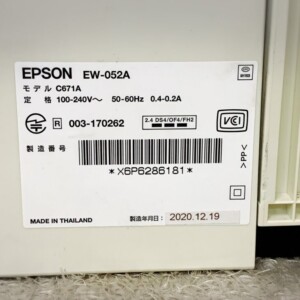 EPSON EW-052A
モデル C671A
定格 100-240V〜 50-60Hz 0.4-0.2A
R 003-170262
2.4 DS4/OF4/FH2
VCCI
製造番号
*X6P6286181*
>PP<
MADE IN THAILAND
製造年月日: 2020.12.19